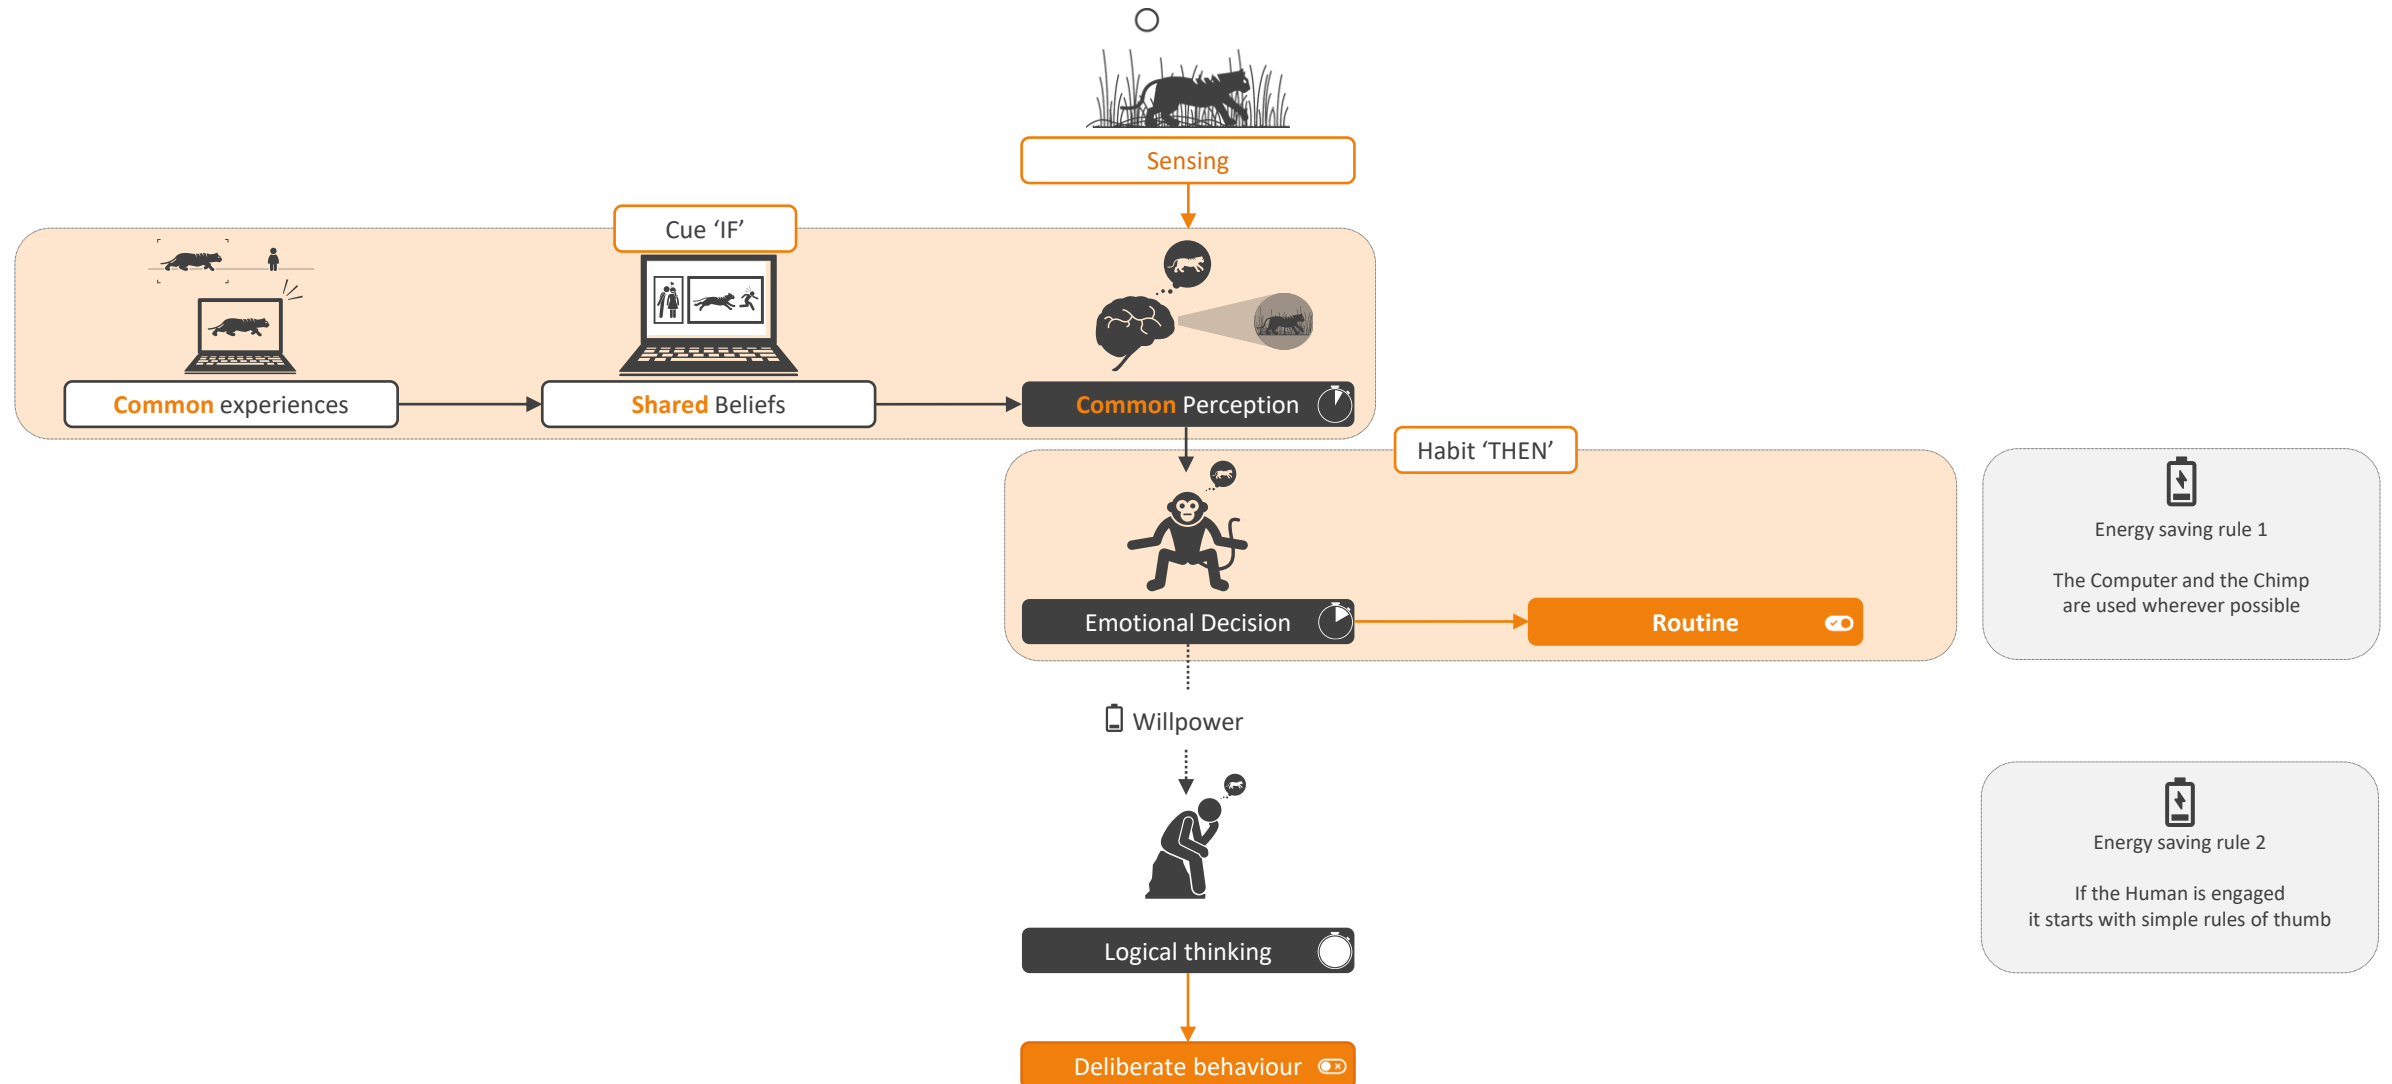 Sensing
Cue ‘IF’
Common experiences
Shared Beliefs
Common Perception
Habit ‘THEN’
Emotional Decision
Routine
Energy saving rule 1
The Computer and the Chimp
are used wherever possible
Willpower
Energy saving rule 2
If the Human is engaged
it starts with simple rules of thumb
Logical thinking
Deliberate behaviour